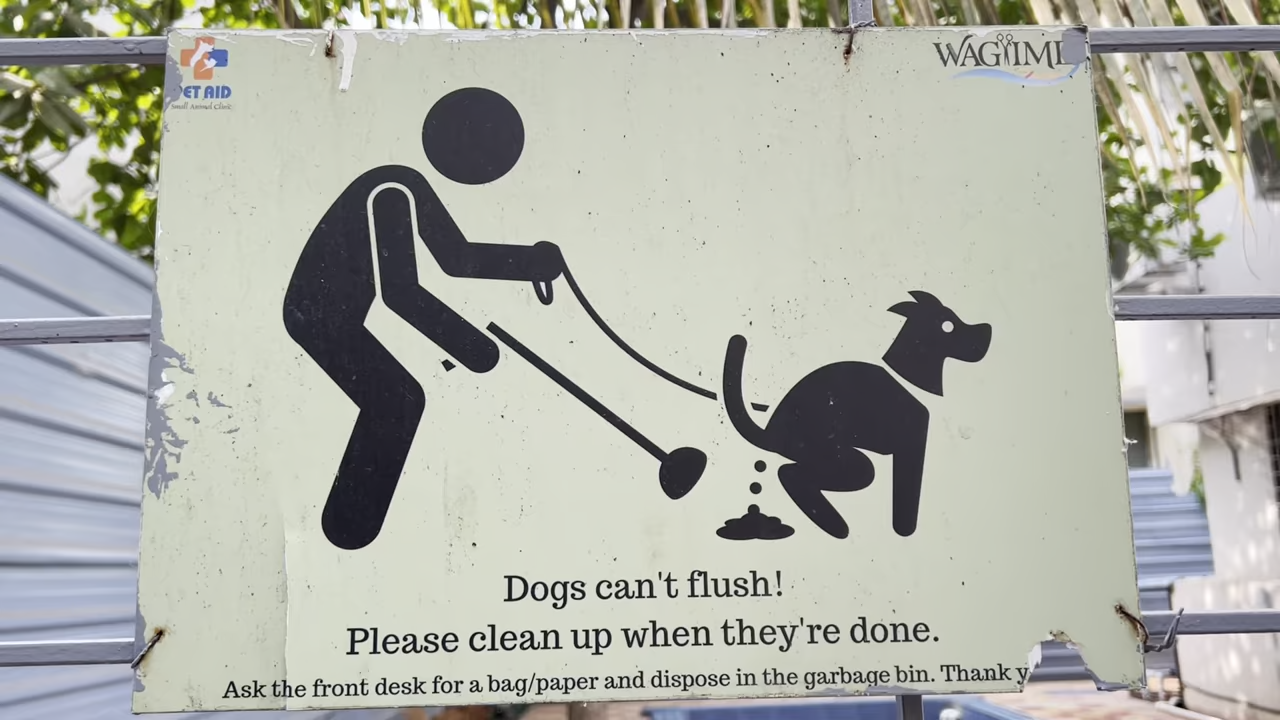 ET AID
Small Animal Clinic
Dogs can't flush!
Please clean up when they're done.
Ask the front desk for a bag/paper and dispose in the garbage bin. Thank y